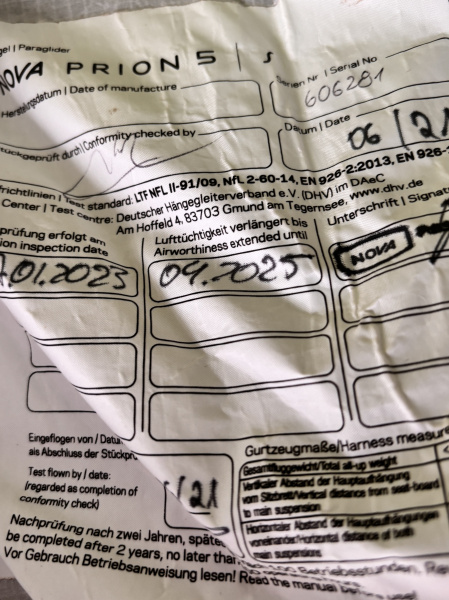 gel | Paraglider
NOVA PRION 5 | S
Serien Nr | Serial No
606281
Herstellungsdatum | Date of manufacture
Datum | Date
06 / 21
Stückgeprüft durch | Conformity checked by
frichtlinien | Test standard: LTF NFL II-91/09, NfL 2-60-14, EN 926-2:2013, EN 926-
Center | Test centre: Deutscher Hängegleiterverband e.V. (DHV) im DAeC
Am Hoffeld 4, 83703 Gmund am Tegernsee, www.dhv.de
prüfung erfolgt am
ion inspection date
Lufttüchtigkeit verlängert bis
Airworthiness extended until
Unterschrift | Signat
.01.2023
09.2025
NOVA
Eingeflogen von / Datu
als Abschluss der Stückprü
Test flown by / date:
(regarded as completion of
conformity check)
/21
Gurtzeugmaße/Harness measure
Gesamtfluggewicht/Total all-up weight
Vertikaler Abstand der Hauptaufhängung
vom Sitzbrett/Vertical distance from seat-board
to main suspension
Horizontaler Abstand der Hauptaufhängungen
voneinander/Horizontal distance of both
main suspensions
Nachprüfung nach zwei Jahren, späte
be completed after 2 years, no later tha
Betriebsstunden. Re
Vor Gebrauch Betriebsanweisung lesen! Read the manual before use!